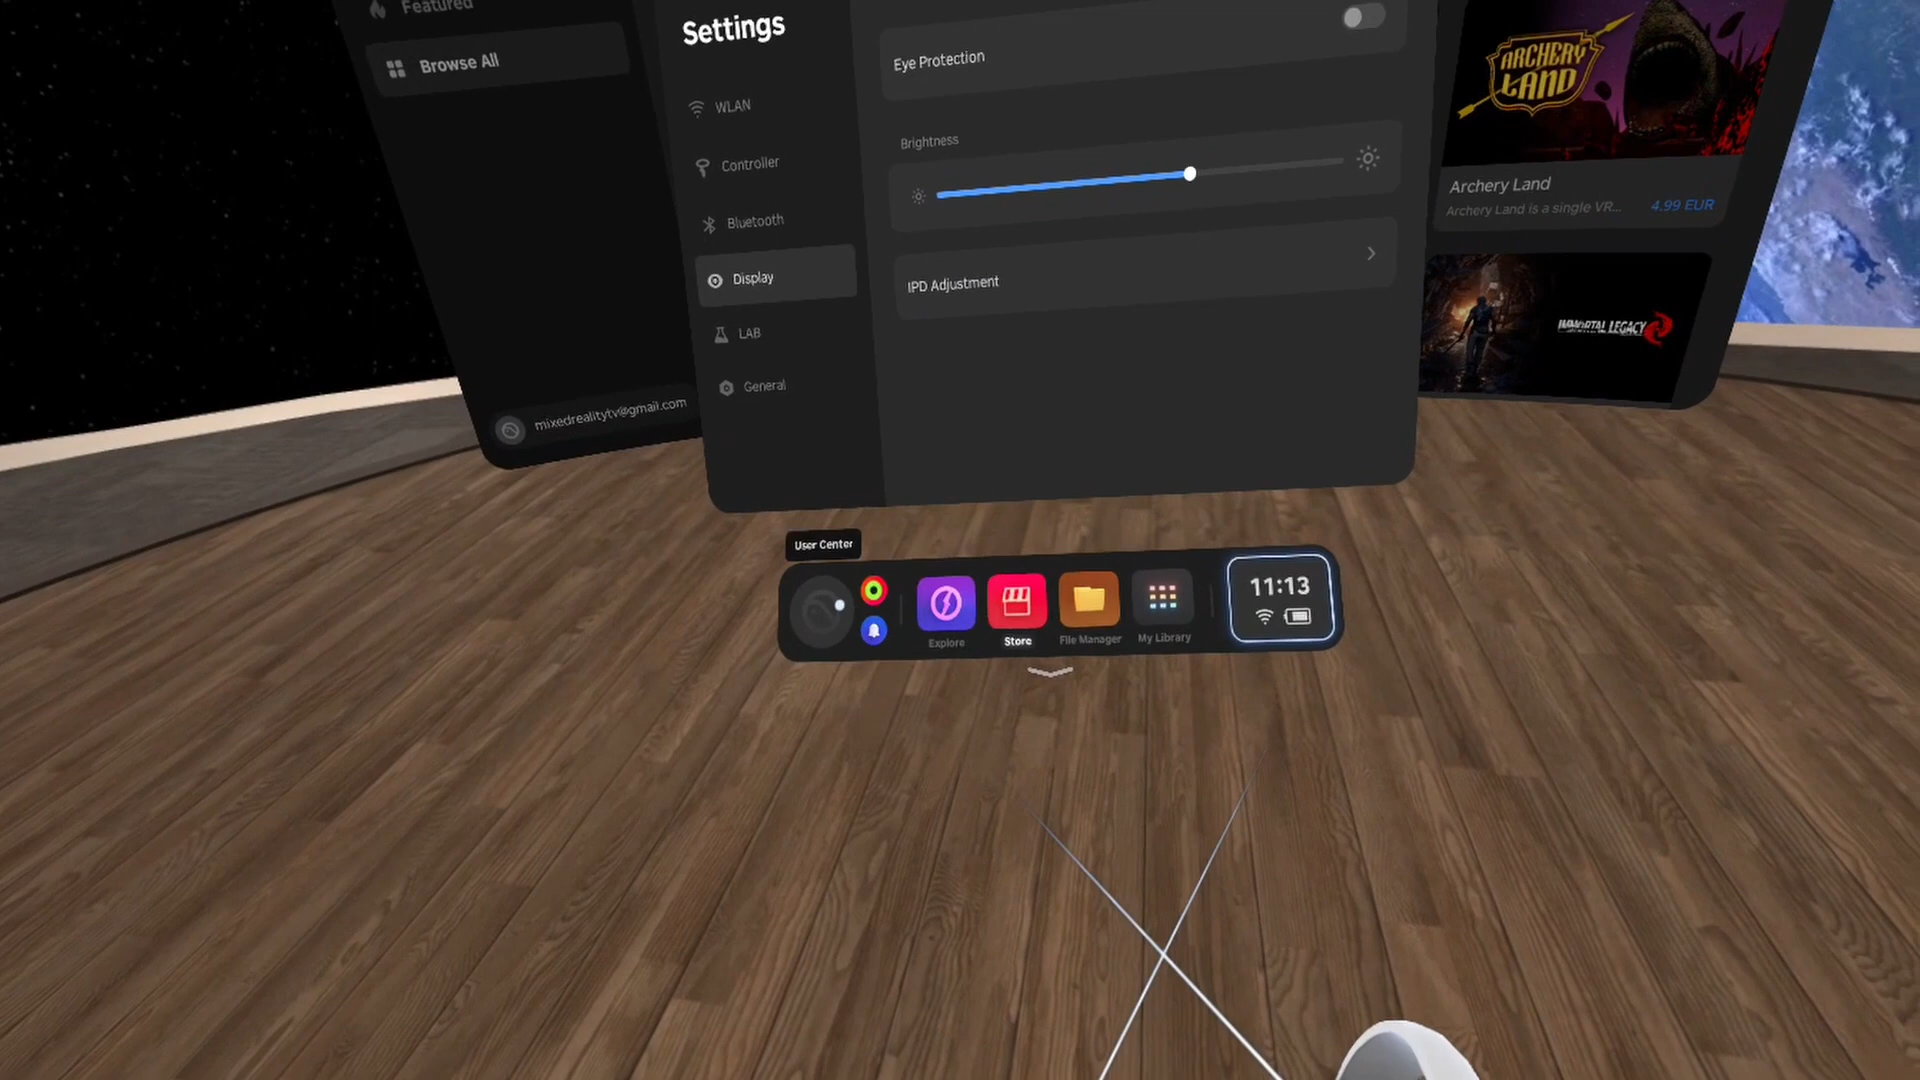 Featured
Browse All
mixedrealitytv@gmail.com
Settings
WLAN
Controller
Bluetooth
Display
LAB
General
Eye Protection
Brightness
IPD Adjustment
ARCHERY
LAND
Archery Land
Archery Land is a single VR...
4.99 EUR
IMMORTAL LEGACY
User Center
Explore
Store
File Manager
My Library
11:13